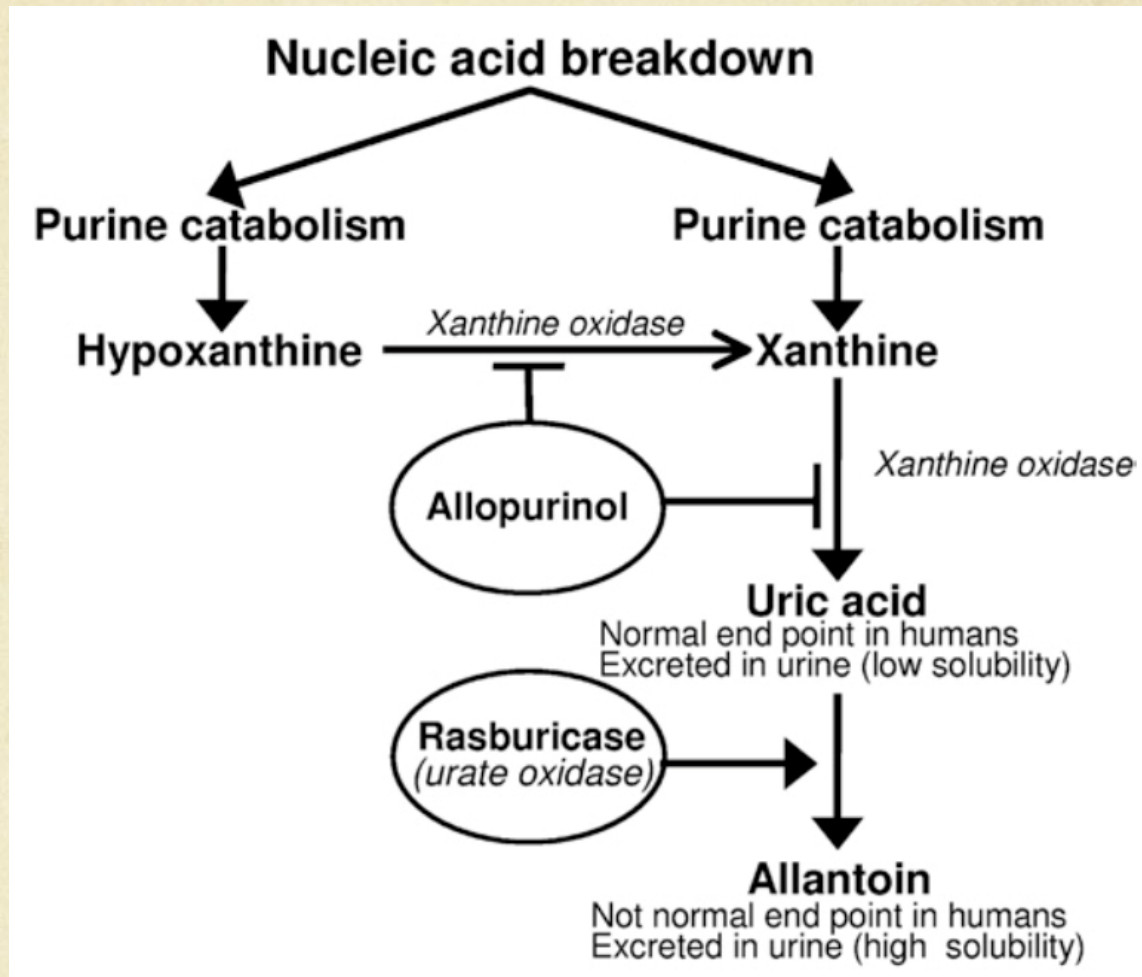 Nucleic acid breakdown
Purine catabolism
Purine catabolism
Hypoxanthine
Xanthine oxidase
Xanthine
Xanthine oxidase
Allopurinol
Uric acid
Normal end point in humans
Excreted in urine (low solubility)
Rasburicase
(urate oxidase)
Allantoin
Not normal end point in humans
Excreted in urine (high solubility)